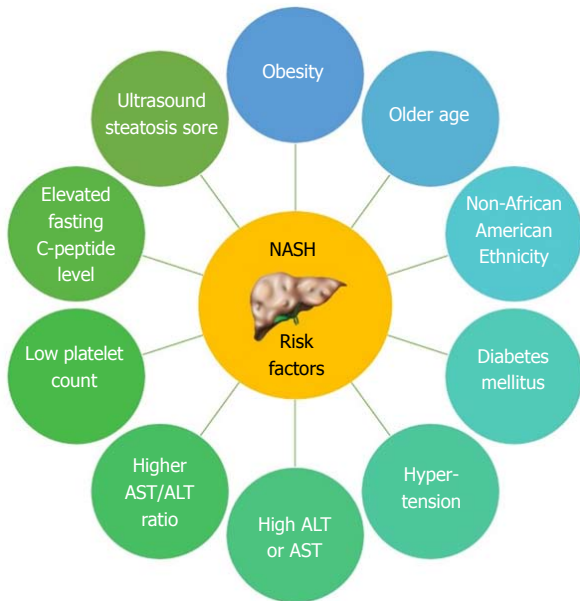 Obesity
Older age
Non-African
American
Ethnicity
Diabetes
mellitus
Hyper-
tension
High ALT
or AST
Higher
AST/ALT
ratio
Low platelet
count
Elevated
fasting
C-peptide
level
Ultrasound
steatosis sore
NASH
Risk
factors